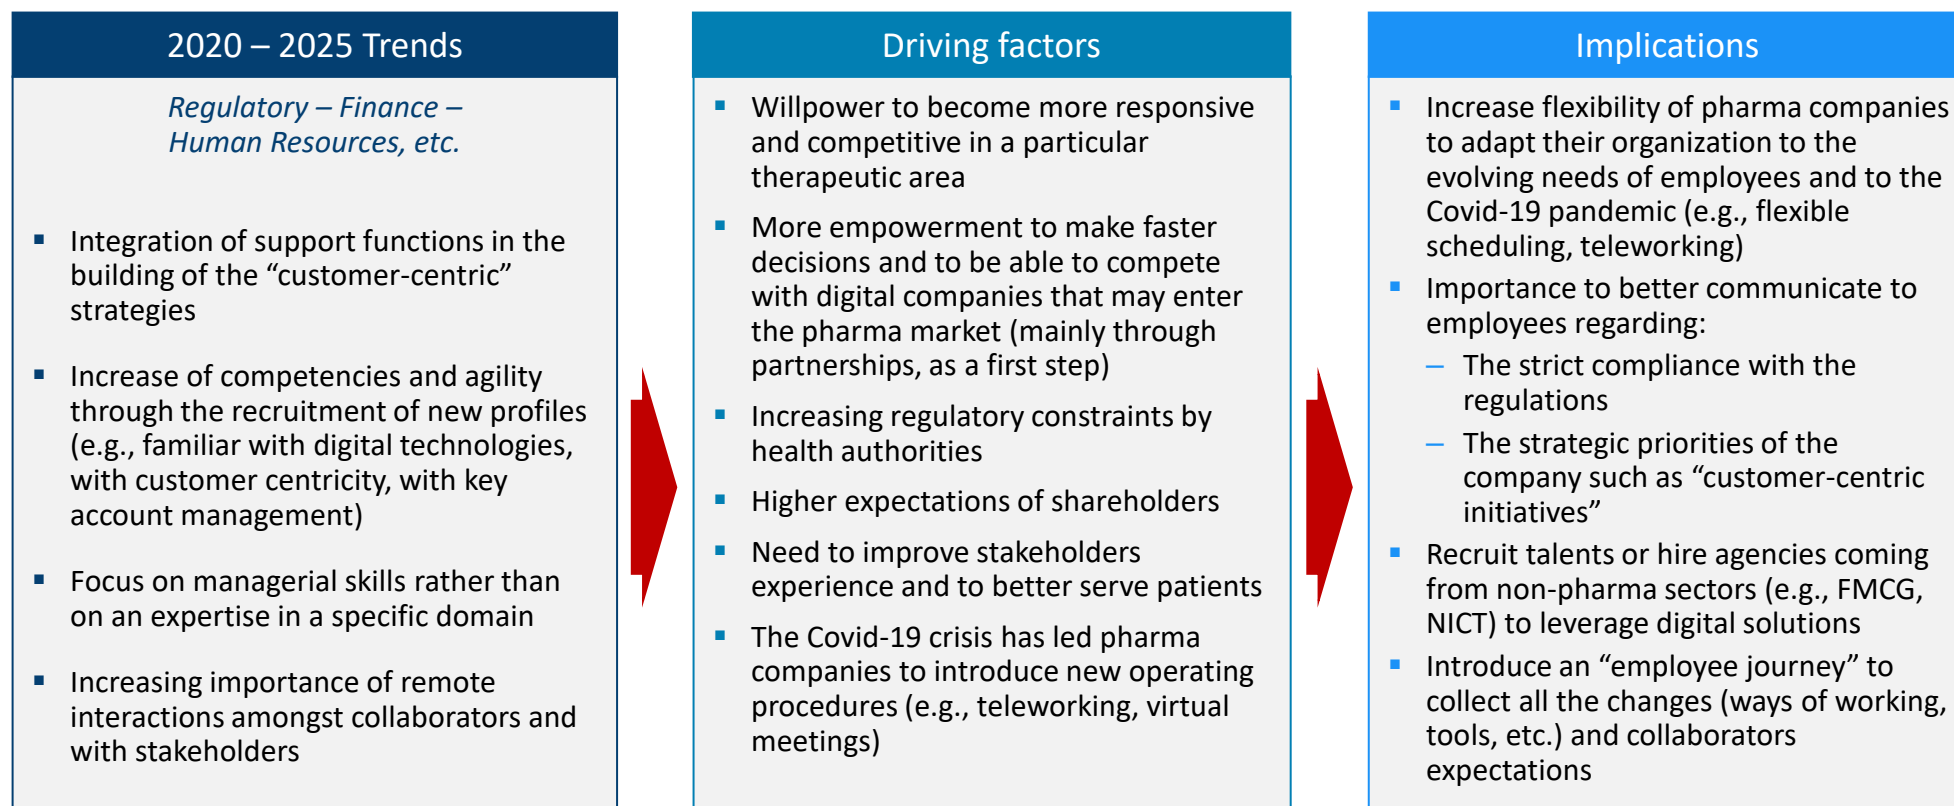 2020 – 2025 Trends
Regulatory – Finance –
Human Resources, etc.
▪ Integration of support functions in the
building of the “customer-centric”
strategies
▪ Increase of competencies and agility
through the recruitment of new profiles
(e.g., familiar with digital technologies,
with customer centricity, with key
account management)
▪ Focus on managerial skills rather than
on an expertise in a specific domain
▪ Increasing importance of remote
interactions amongst collaborators and
with stakeholders
Driving factors
▪ Willpower to become more responsive
and competitive in a particular
therapeutic area
▪ More empowerment to make faster
decisions and to be able to compete
with digital companies that may enter
the pharma market (mainly through
partnerships, as a first step)
▪ Increasing regulatory constraints by
health authorities
▪ Higher expectations of shareholders
▪ Need to improve stakeholders
experience and to better serve patients
▪ The Covid-19 crisis has led pharma
companies to introduce new operating
procedures (e.g., teleworking, virtual
meetings)
Implications
▪ Increase flexibility of pharma companies
to adapt their organization to the
evolving needs of employees and to the
Covid-19 pandemic (e.g., flexible
scheduling, teleworking)
▪ Importance to better communicate to
employees regarding:
– The strict compliance with the
regulations
– The strategic priorities of the
company such as “customer-centric
initiatives”
▪ Recruit talents or hire agencies coming
from non-pharma sectors (e.g., FMCG,
NICT) to leverage digital solutions
▪ Introduce an “employee journey” to
collect all the changes (ways of working,
tools, etc.) and collaborators
expectations